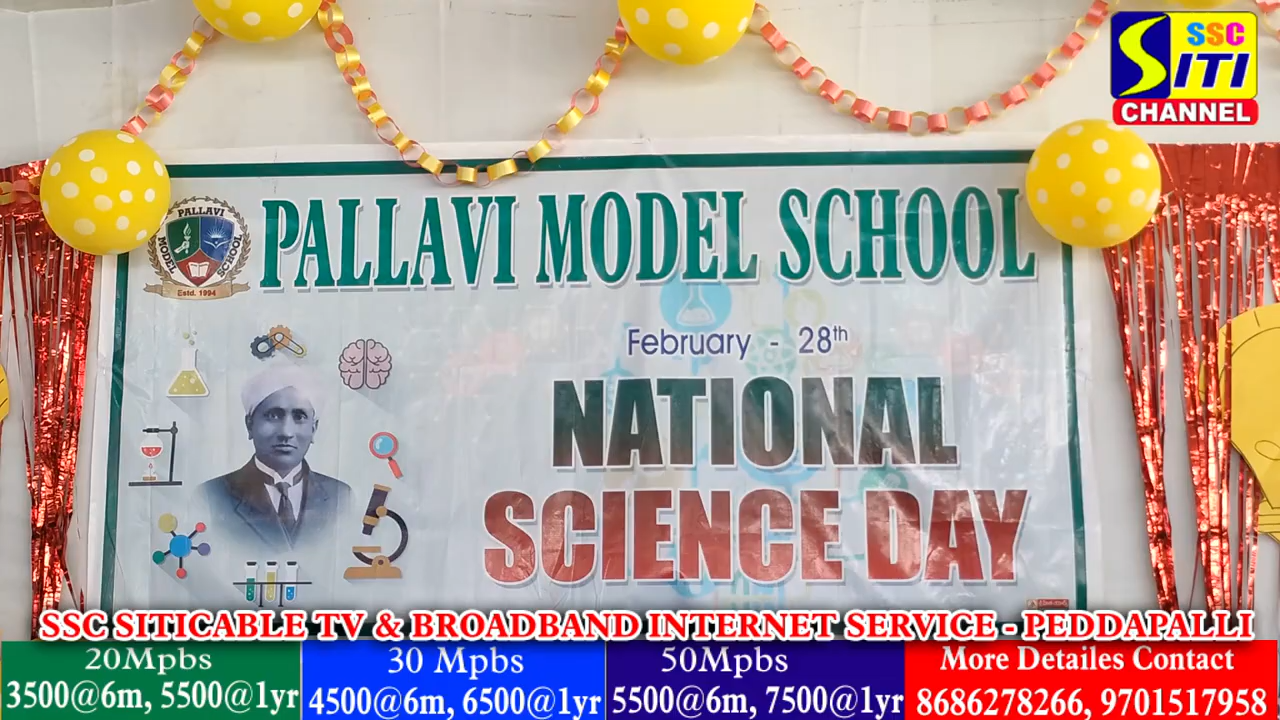 SSC
SITI
CHANNEL
PALLAVI
MODEL SCHOOL
Estd. 1994
PALLAVI MODEL SCHOOL
February - 28th
NATIONAL
SCIENCE DAY
SSC SITICABLE TV & BROADBAND INTERNET SERVICE - PEDDAPALLI
20Mpbs
3500@6m, 5500@1yr
30 Mpbs
4500@6m, 6500@1yr
50Mpbs
5500@6m, 7500@1yr
More Detailes Contact
8686278266, 9701517958